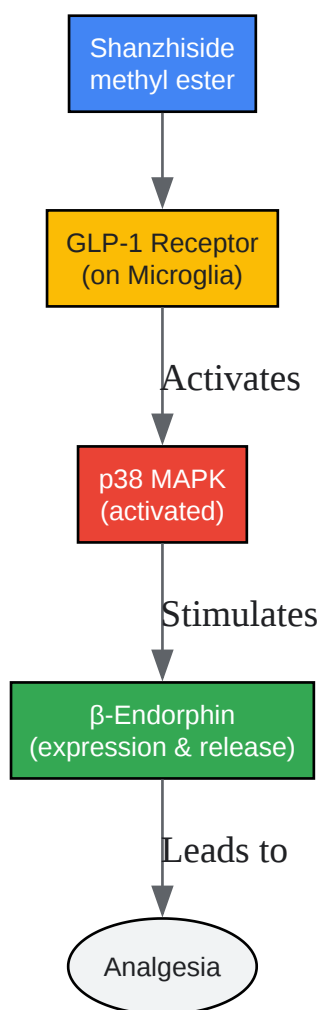 Shanzhiside
methyl ester
GLP-1 Receptor
(on Microglia)
Activates
p38 MAPK
(activated)
Stimulates
β-Endorphin
(expression & release)
Leads to
Analgesia